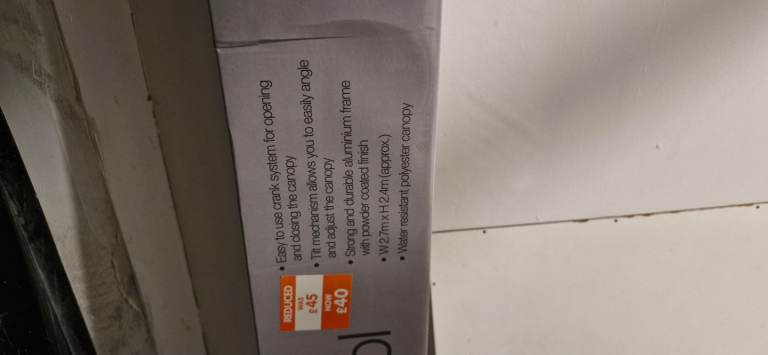 • Easy to use crank system for opening
and closing the canopy
• Tilt mechanism allows you to easily angle
and adjust the canopy
• Strong and durable aluminium frame
with powder coated finish
• W2.7m x H2.4m (approx.)
• Water resistant polyester canopy
REDUCED
WAS
£45
NOW
£40
ol